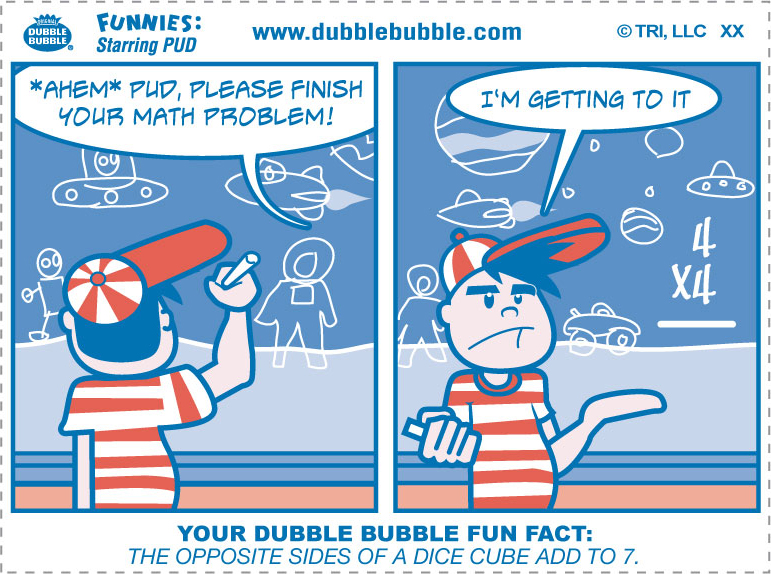 ORIGINAL
DUBBLE
BUBBLE®
FUNNIES:
Starring PUD
www.dubblebubble.com
© TRI, LLC XX
*AHEM* PUD, PLEASE FINISH
YOUR MATH PROBLEM!
I'M GETTING TO IT
4
X4
YOUR DUBBLE BUBBLE FUN FACT:
THE OPPOSITE SIDES OF A DICE CUBE ADD TO 7.